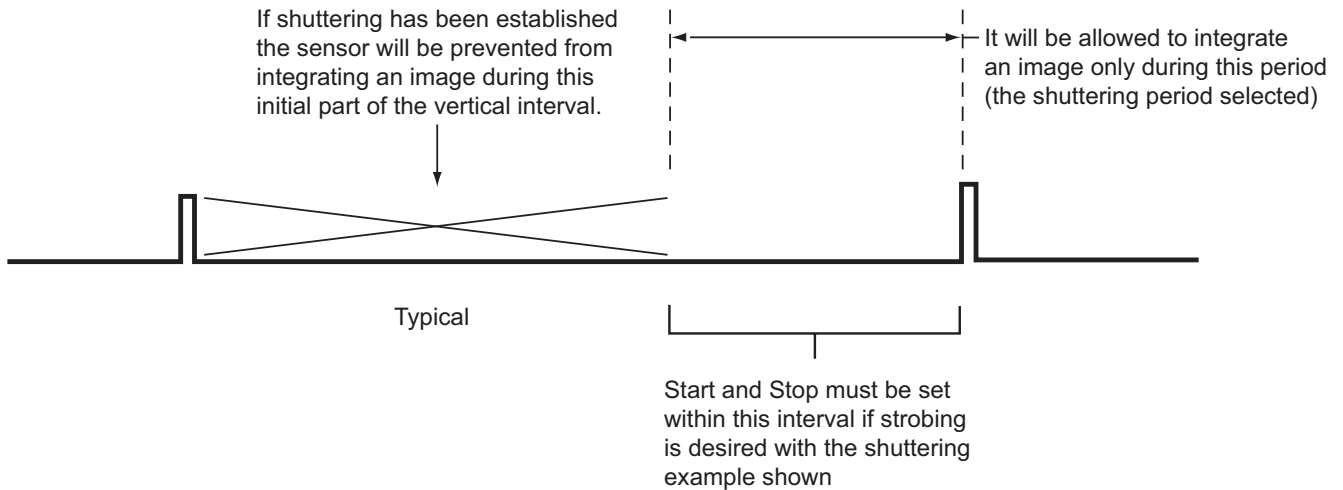 If shuttering has been established
the sensor will be prevented from
integrating an image during this
initial part of the vertical interval.
It will be allowed to integrate
an image only during this period
(the shuttering period selected)
Typical
Start and Stop must be set
within this interval if strobing
is desired with the shuttering
example shown